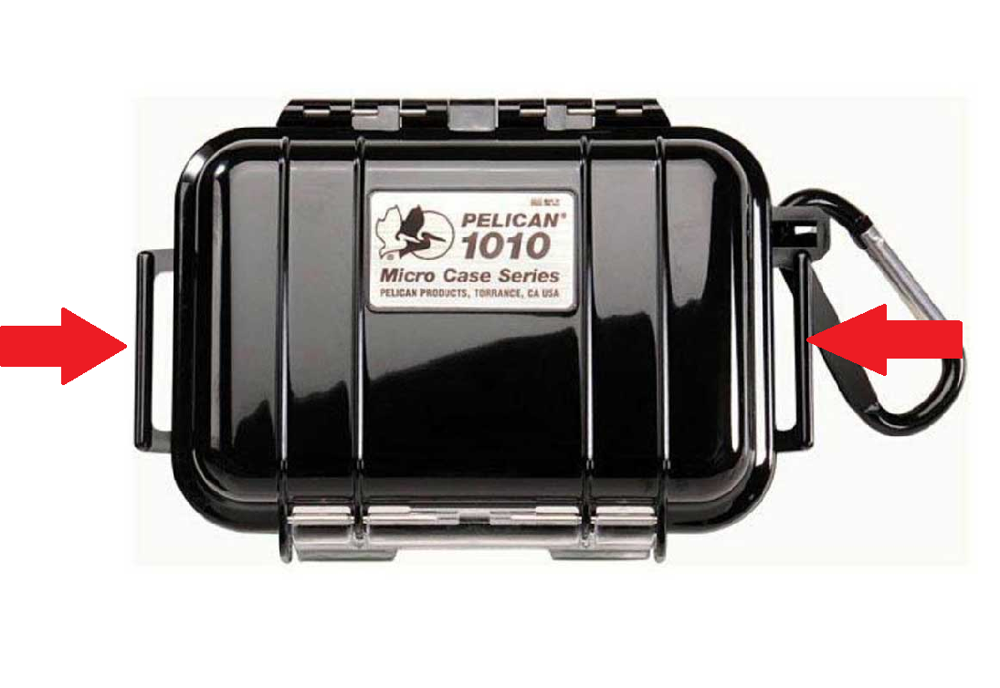 PELICAN®
1010
Micro Case Series
PELICAN PRODUCTS, TORRANCE, CA USA